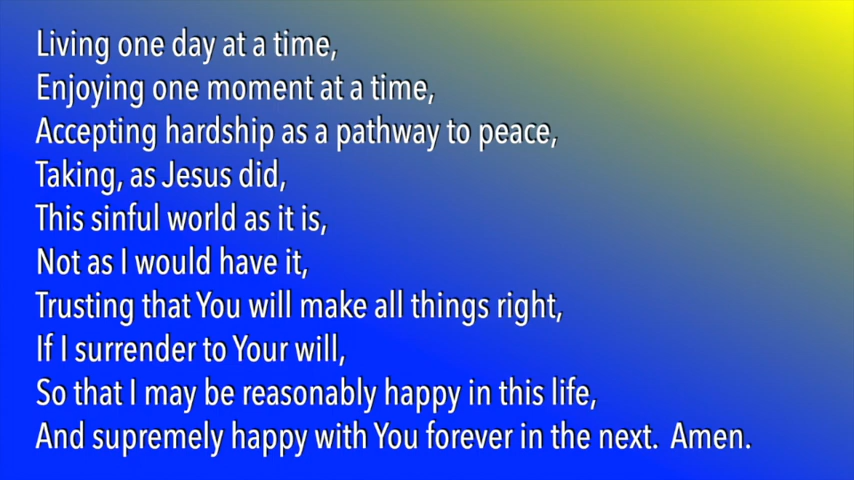 Living one day at a time,
Enjoying one moment at a time,
Accepting hardship as a pathway to peace,
Taking, as Jesus did,
This sinful world as it is,
Not as I would have it,
Trusting that You will make all things right,
If I surrender to Your will,
So that I may be reasonably happy in this life,
And supremely happy with You forever in the next.  Amen.